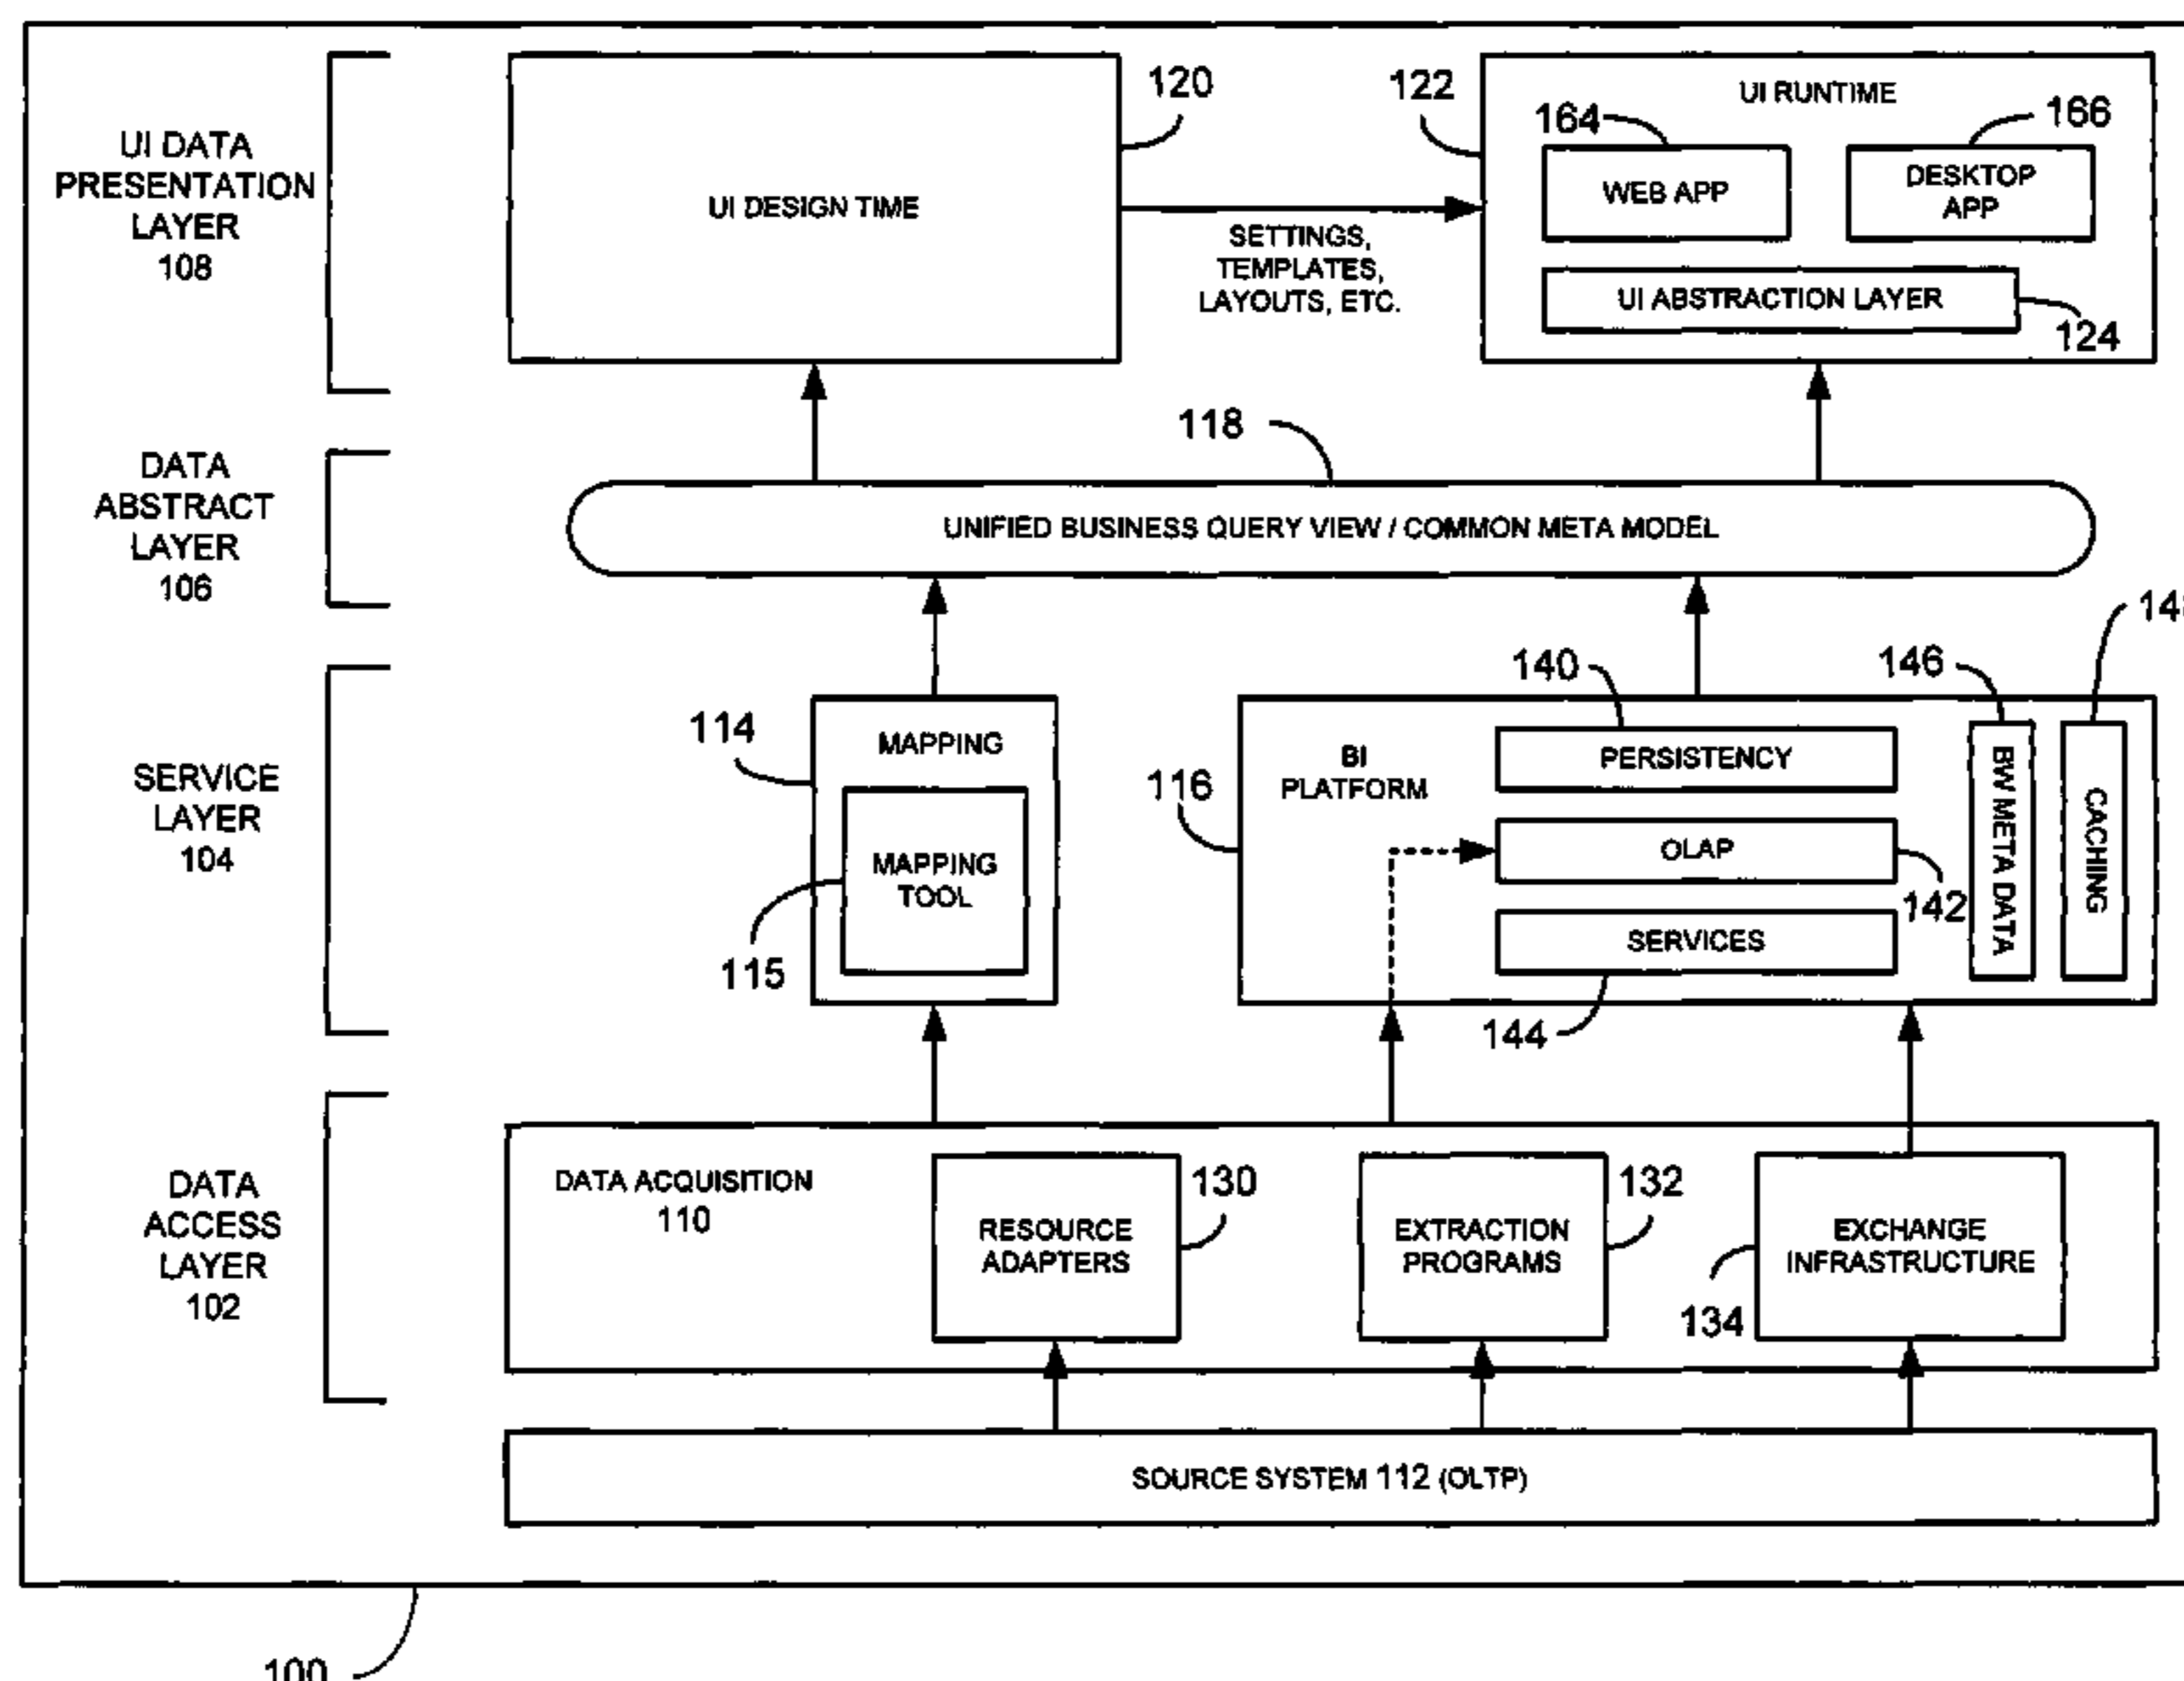 UI DATA
PRESENTATION
LAYER
108
UI DESIGN TIME
120
SETTINGS,
TEMPLATES,
LAYOUTS, ETC.
122
UI RUNTIME
164
166
WEB APP
DESKTOP
APP
UI ABSTRACTION LAYER
124
DATA
ABSTRACT
LAYER
106
118
UNIFIED BUSINESS QUERY VIEW / COMMON META MODEL
SERVICE
LAYER
104
114
MAPPING
MAPPING
TOOL
115
116
BI
PLATFORM
140
PERSISTENCY
OLAP
142
SERVICES
144
146
BW META DATA
CACHING
DATA
ACCESS
LAYER
102
DATA ACQUISITION
110
RESOURCE
ADAPTERS
130
EXTRACTION
PROGRAMS
132
EXCHANGE
INFRASTRUCTURE
134
SOURCE SYSTEM 112 (OLTP)
100